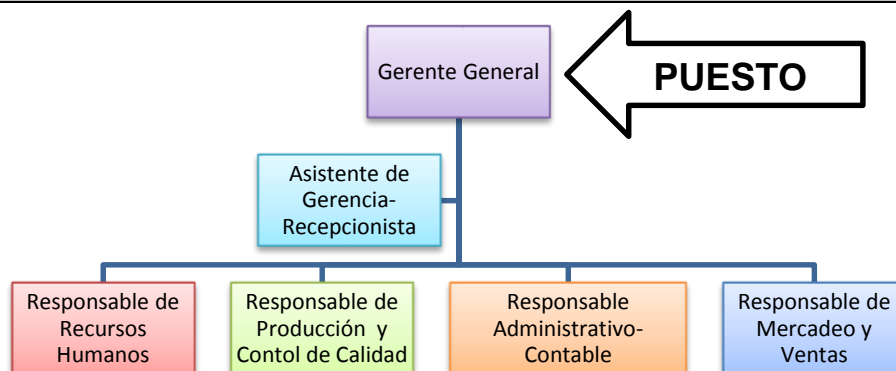 Gerente General
PUESTO
Asistente de
Gerencia-
Recepcionista
Responsable de
Recursos
Humanos
Responsable de
Producción y
Contol de Calidad
Responsable
Administrativo-
Contable
Responsable de
Mercadeo y
Ventas